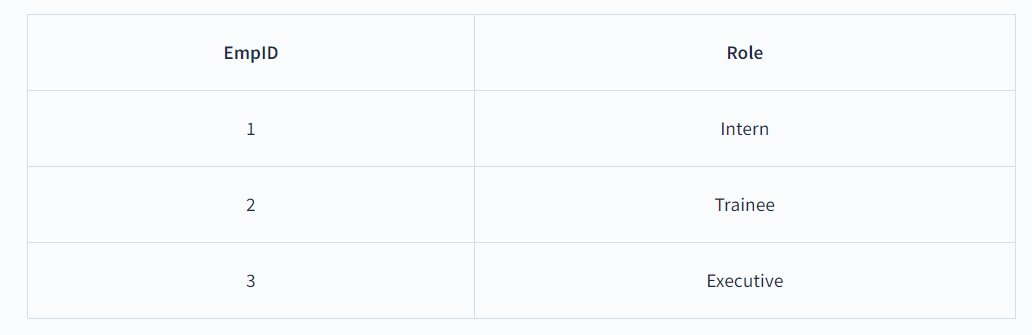 EmpID Role
1 Intern
2 Trainee
3 Executive